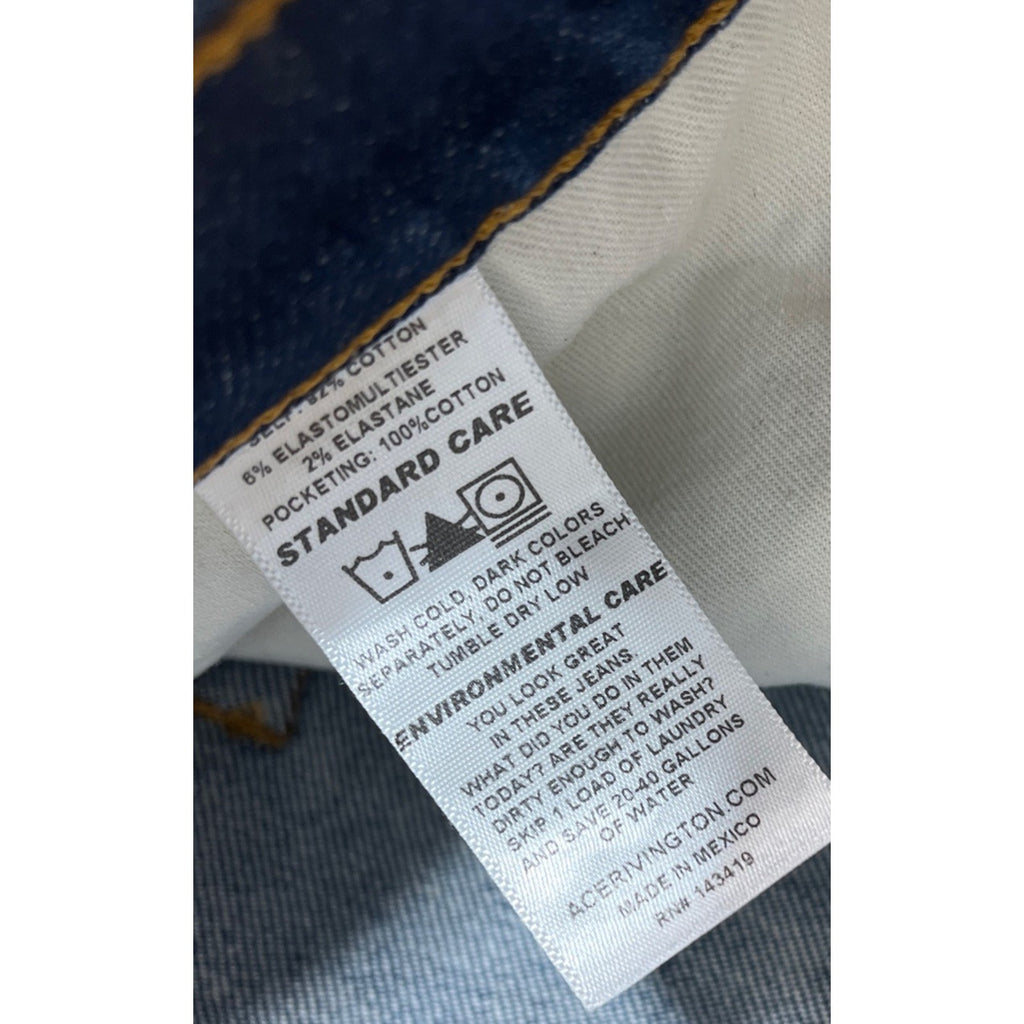 SELF: 92% COTTON
6% ELASTOMULTIESTER
2% ELASTANE
POCKETING: 100%COTTON
STANDARD CARE
WASH COLD, DARK COLORS
SEPARATELY, DO NOT BLEACH
TUMBLE DRY LOW
ENVIRONMENTAL CARE
YOU LOOK GREAT
IN THESE JEANS.
WHAT DID YOU DO IN THEM
TODAY? ARE THEY REALLY
DIRTY ENOUGH TO WASH?
SKIP 1 LOAD OF LAUNDRY
AND SAVE 20-40 GALLONS
OF WATER
ACERIVINGTON.COM
MADE IN MEXICO
RN# 143419